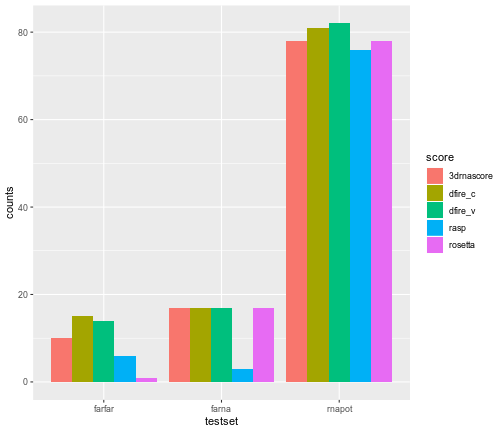 80
60
40
20
0
counts
farfar farna rnapot
testset
score
3drnascore
dfire_c
dfire_v
rasp
rosetta